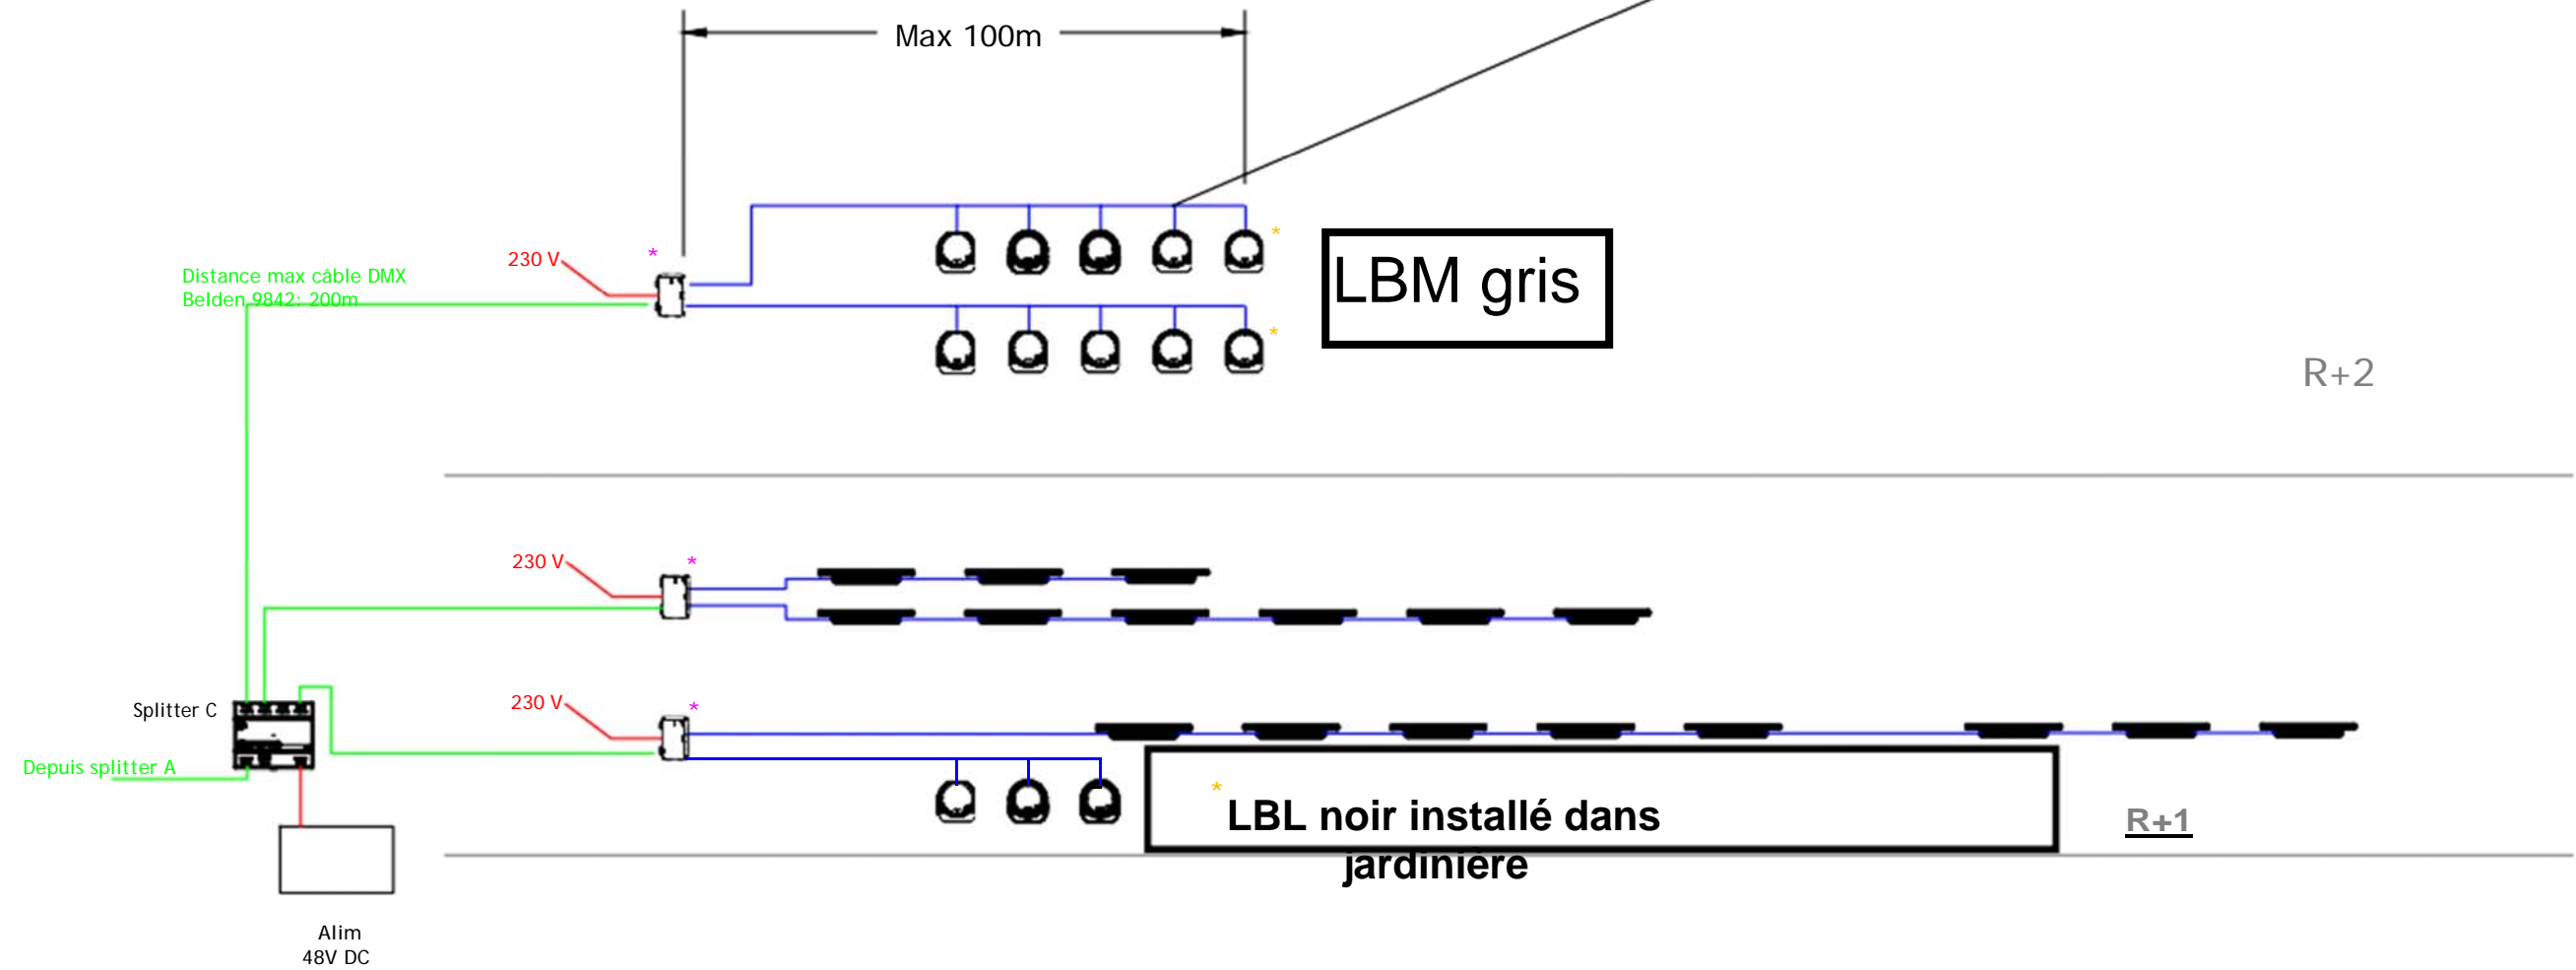 Max 100m
*
230 V
*
Distance max câble DMX
Belden 9842: 200m
LBM gris
*
R+2
230 V
*
230 V
*
Splitter C
Depuis splitter A
*
LBL noir installé dans
jardinière
R+1
Alim
48V DC